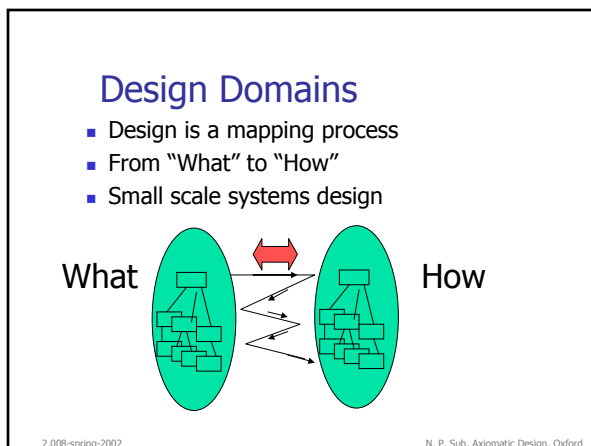 Design Domains
Design is a mapping process
From “What” to “How”
Small scale systems design
What
How
2.008-spring-2002
N. P. Suh, Axiomatic Design, Oxford